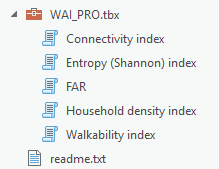 WAI_PRO.tbx
Connectivity index
Entropy (Shannon) index
FAR
Household density index
Walkability index
readme.txt